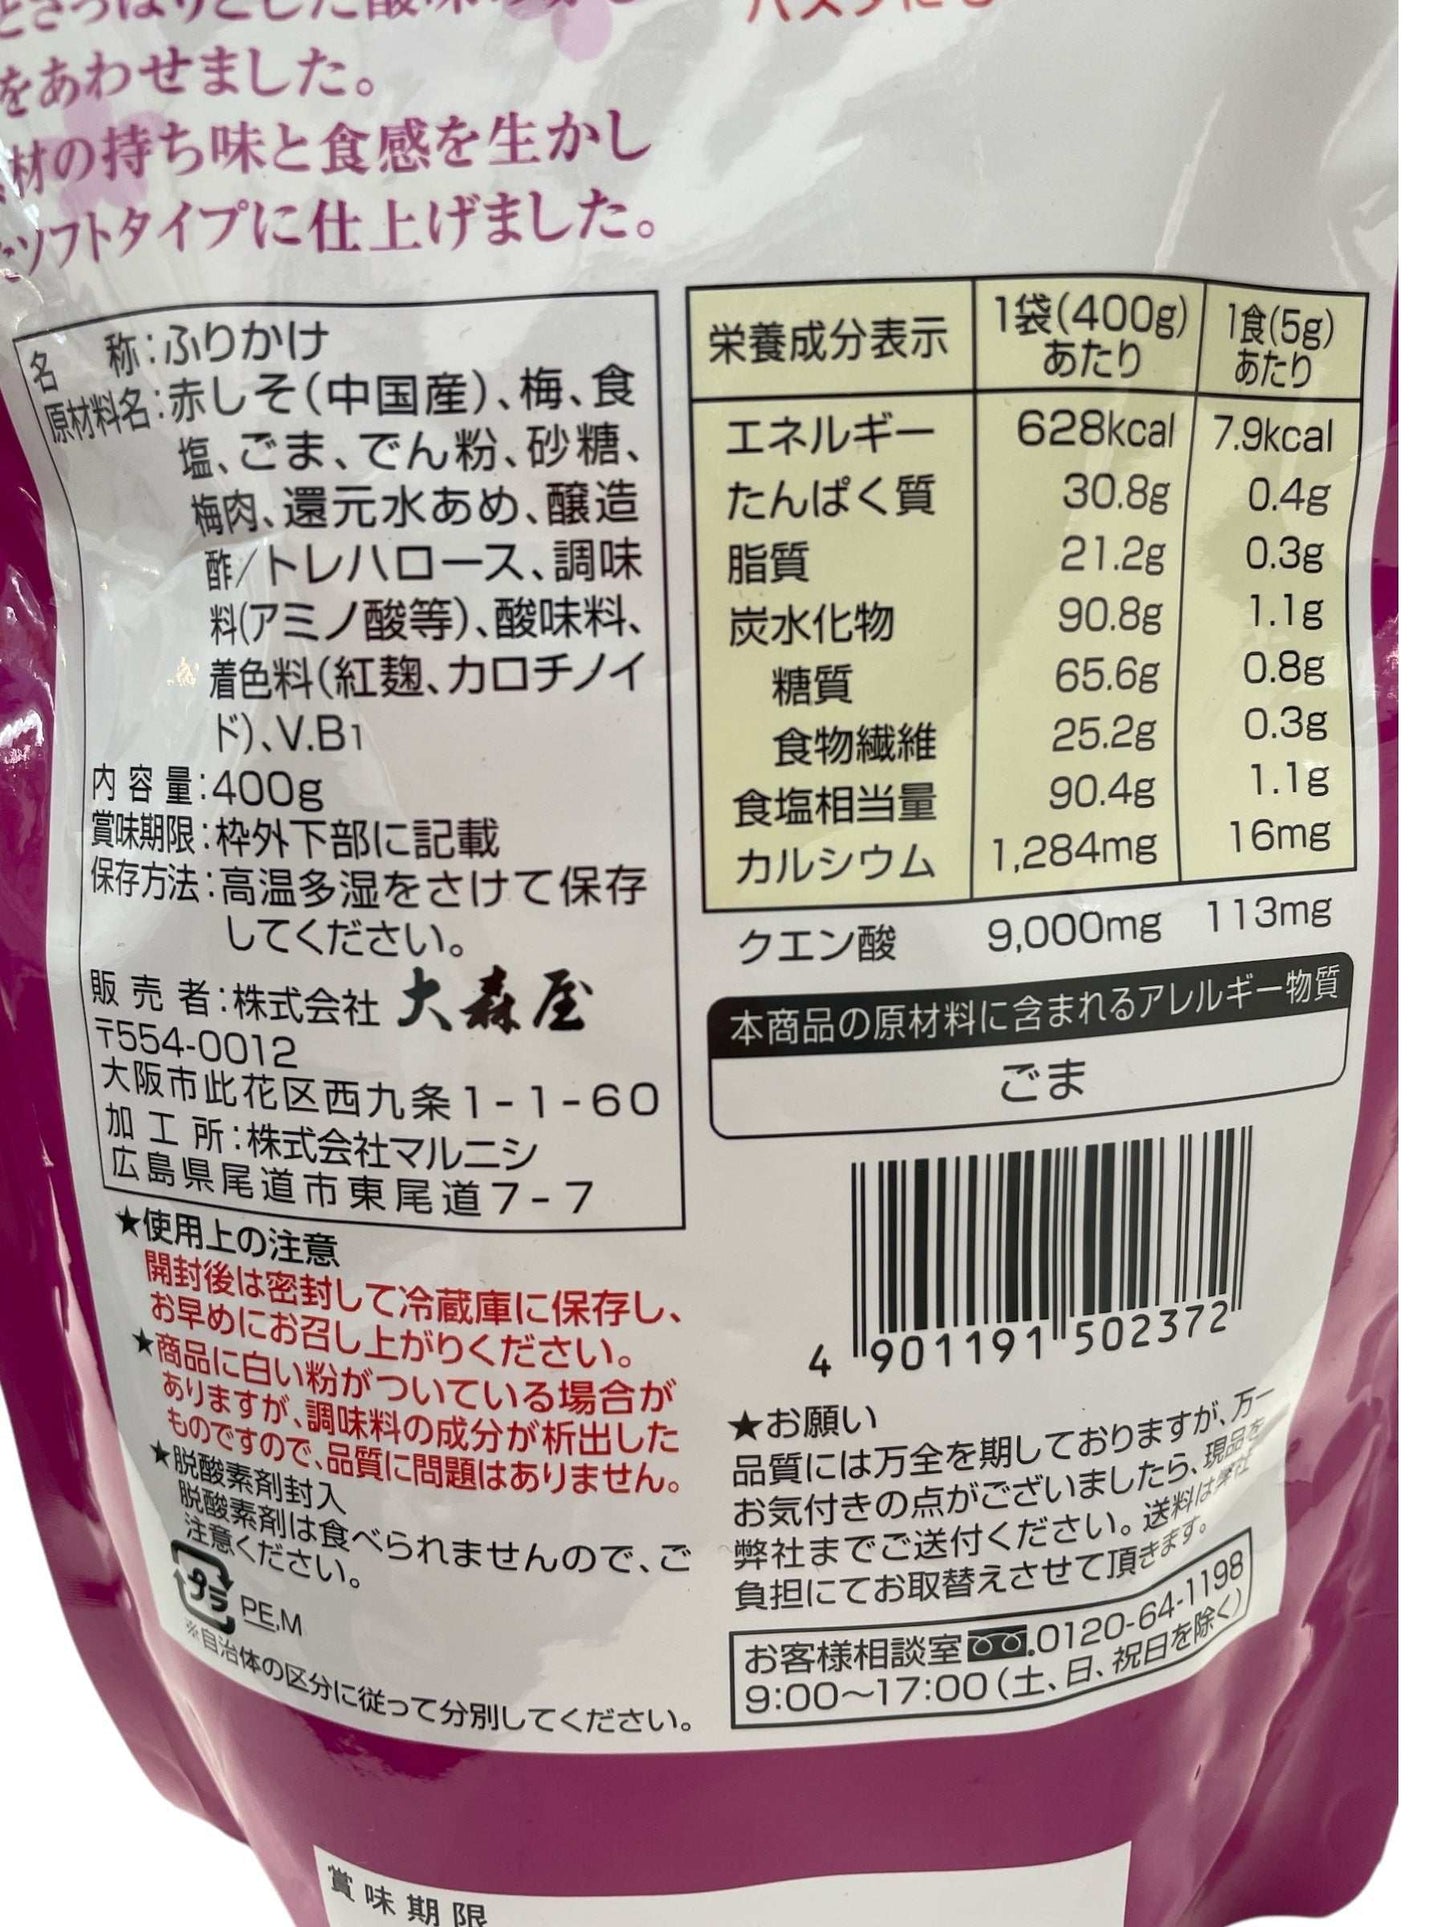 をあわせました。
材の持ち味と食感を生かし
ソフトタイプに仕上げました。
名 称:ふりかけ
原材料名:赤しそ(中国産)、梅、食
塩、ごま、でん粉、砂糖、
梅肉、還元水あめ、醸造
酢/トレハロース、調味
料(アミノ酸等)、酸味料、
着色料(紅麹、カロチノイ
ド)、V.B1
内容量:400g
賞味期限:枠外下部に記載
保存方法:高温多湿をさけて保存
してください。
販売者:株式会社 大森屋
〒554-0012
大阪市此花区西九条1-1-60
加工所:株式会社マルニシ
広島県尾道市東尾道7-7
★使用上の注意
開封後は密封して冷蔵庫に保存し、
お早めにお召し上がりください。
★商品に白い粉がついている場合が
ありますが、調味料の成分が析出した
ものですので、品質に問題はありません。
★脱酸素剤封入
脱酸素剤は食べられませんので、ご
注意ください。
プラ PE,M
※自治体の区分に従って分別してください。
栄養成分表示 1袋(400g)あたり 1食(5g)あたり
エネルギー 628kcal 7.9kcal
たんぱく質 30.8g 0.4g
脂質 21.2g 0.3g
炭水化物 90.8g 1.1g
糖質 65.6g 0.8g
食物繊維 25.2g 0.3g
食塩相当量 90.4g 1.1g
カルシウム 1,284mg 16mg
クエン酸 9,000mg 113mg
本商品の原材料に含まれるアレルギー物質
ごま
4 901191 502372
★お願い
品質には万全を期しておりますが、万一
お気付きの点がございましたら、現品を
弊社までご送付ください。送料は弊社
負担にてお取替えさせて頂きます。
お客様相談室 0120-64-1198
9:00〜17:00(土、日、祝日を除く)
賞味期限